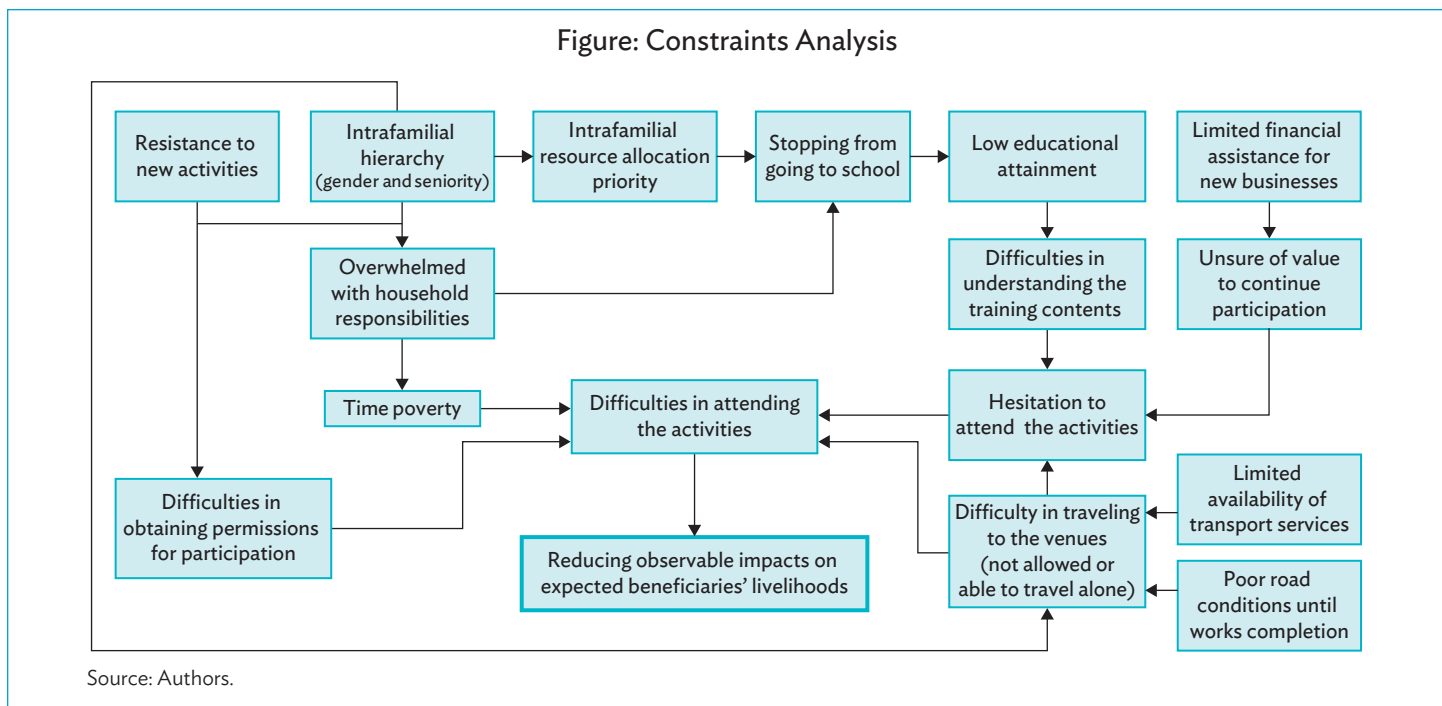 Figure: Constraints Analysis
Resistance to
new activities
Intrafamilial
hierarchy
(gender and seniority)
Intrafamilial
resource allocation
priority
Stopping from
going to school
Low educational
attainment
Limited financial
assistance for
new businesses
Overwhelmed
with household
responsibilities
Difficulties in
understanding the
training contents
Unsure of value
to continue
participation
Time poverty
Difficulties in attending
the activities
Hesitation to
attend the activities
Difficulties in
obtaining permissions
for participation
Reducing observable impacts on
expected beneficiaries’ livelihoods
Difficulty in traveling
to the venues
(not allowed or
able to travel alone)
Limited
availability of
transport services
Poor road
conditions until
works completion
Source: Authors.